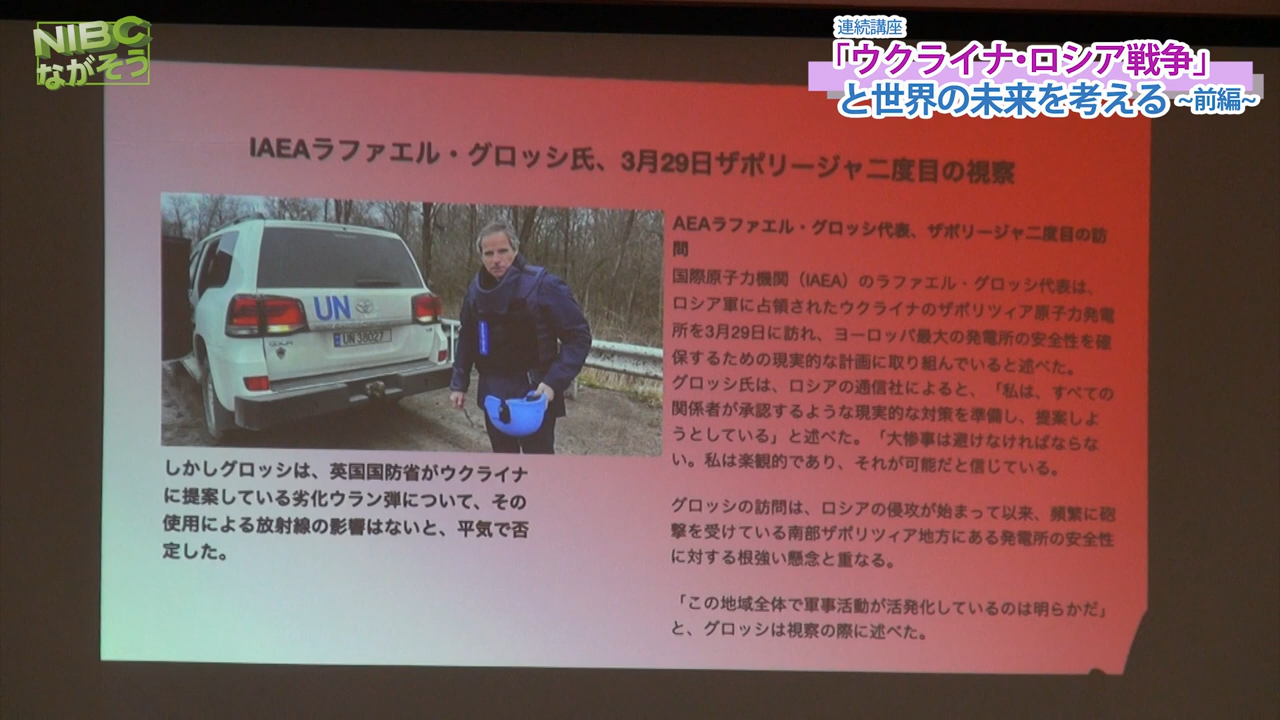 NIBC
ながそう
連続講座
「ウクライナ・ロシア戦争」
と世界の未来を考える ~前編~
IAEAラファエル・グロッシ氏、3月29日ザポリージャ二度目の視察
UN
UN 38027
AEAラファエル・グロッシ代表、ザポリージャ二度目の訪
問
国際原子力機関（IAEA）のラファエル・グロッシ代表は、
ロシア軍に占領されたウクライナのザポリツィア原子力発電
所を3月29日に訪れ、ヨーロッパ最大の発電所の安全性を確
保するための現実的な計画に取り組んでいると述べた。
グロッシ氏は、ロシアの通信社によると、「私は、すべての
関係者が承認するような現実的な対策を準備し、提案しよ
うとしている」と述べた。「大惨事は避けなければならな
い。私は楽観的であり、それが可能だと信じている。
グロッシの訪問は、ロシアの侵攻が始まって以来、頻繁に砲
撃を受けている南部ザポリツィア地方にある発電所の安全性
に対する根強い懸念と重なる。
「この地域全体で軍事活動が活発化しているのは明らかだ」
と、グロッシは視察の際に述べた。
しかしグロッシは、英国国防省がウクライナ
に提案している劣化ウラン弾について、その
使用による放射線の影響はないと、平気で否
定した。